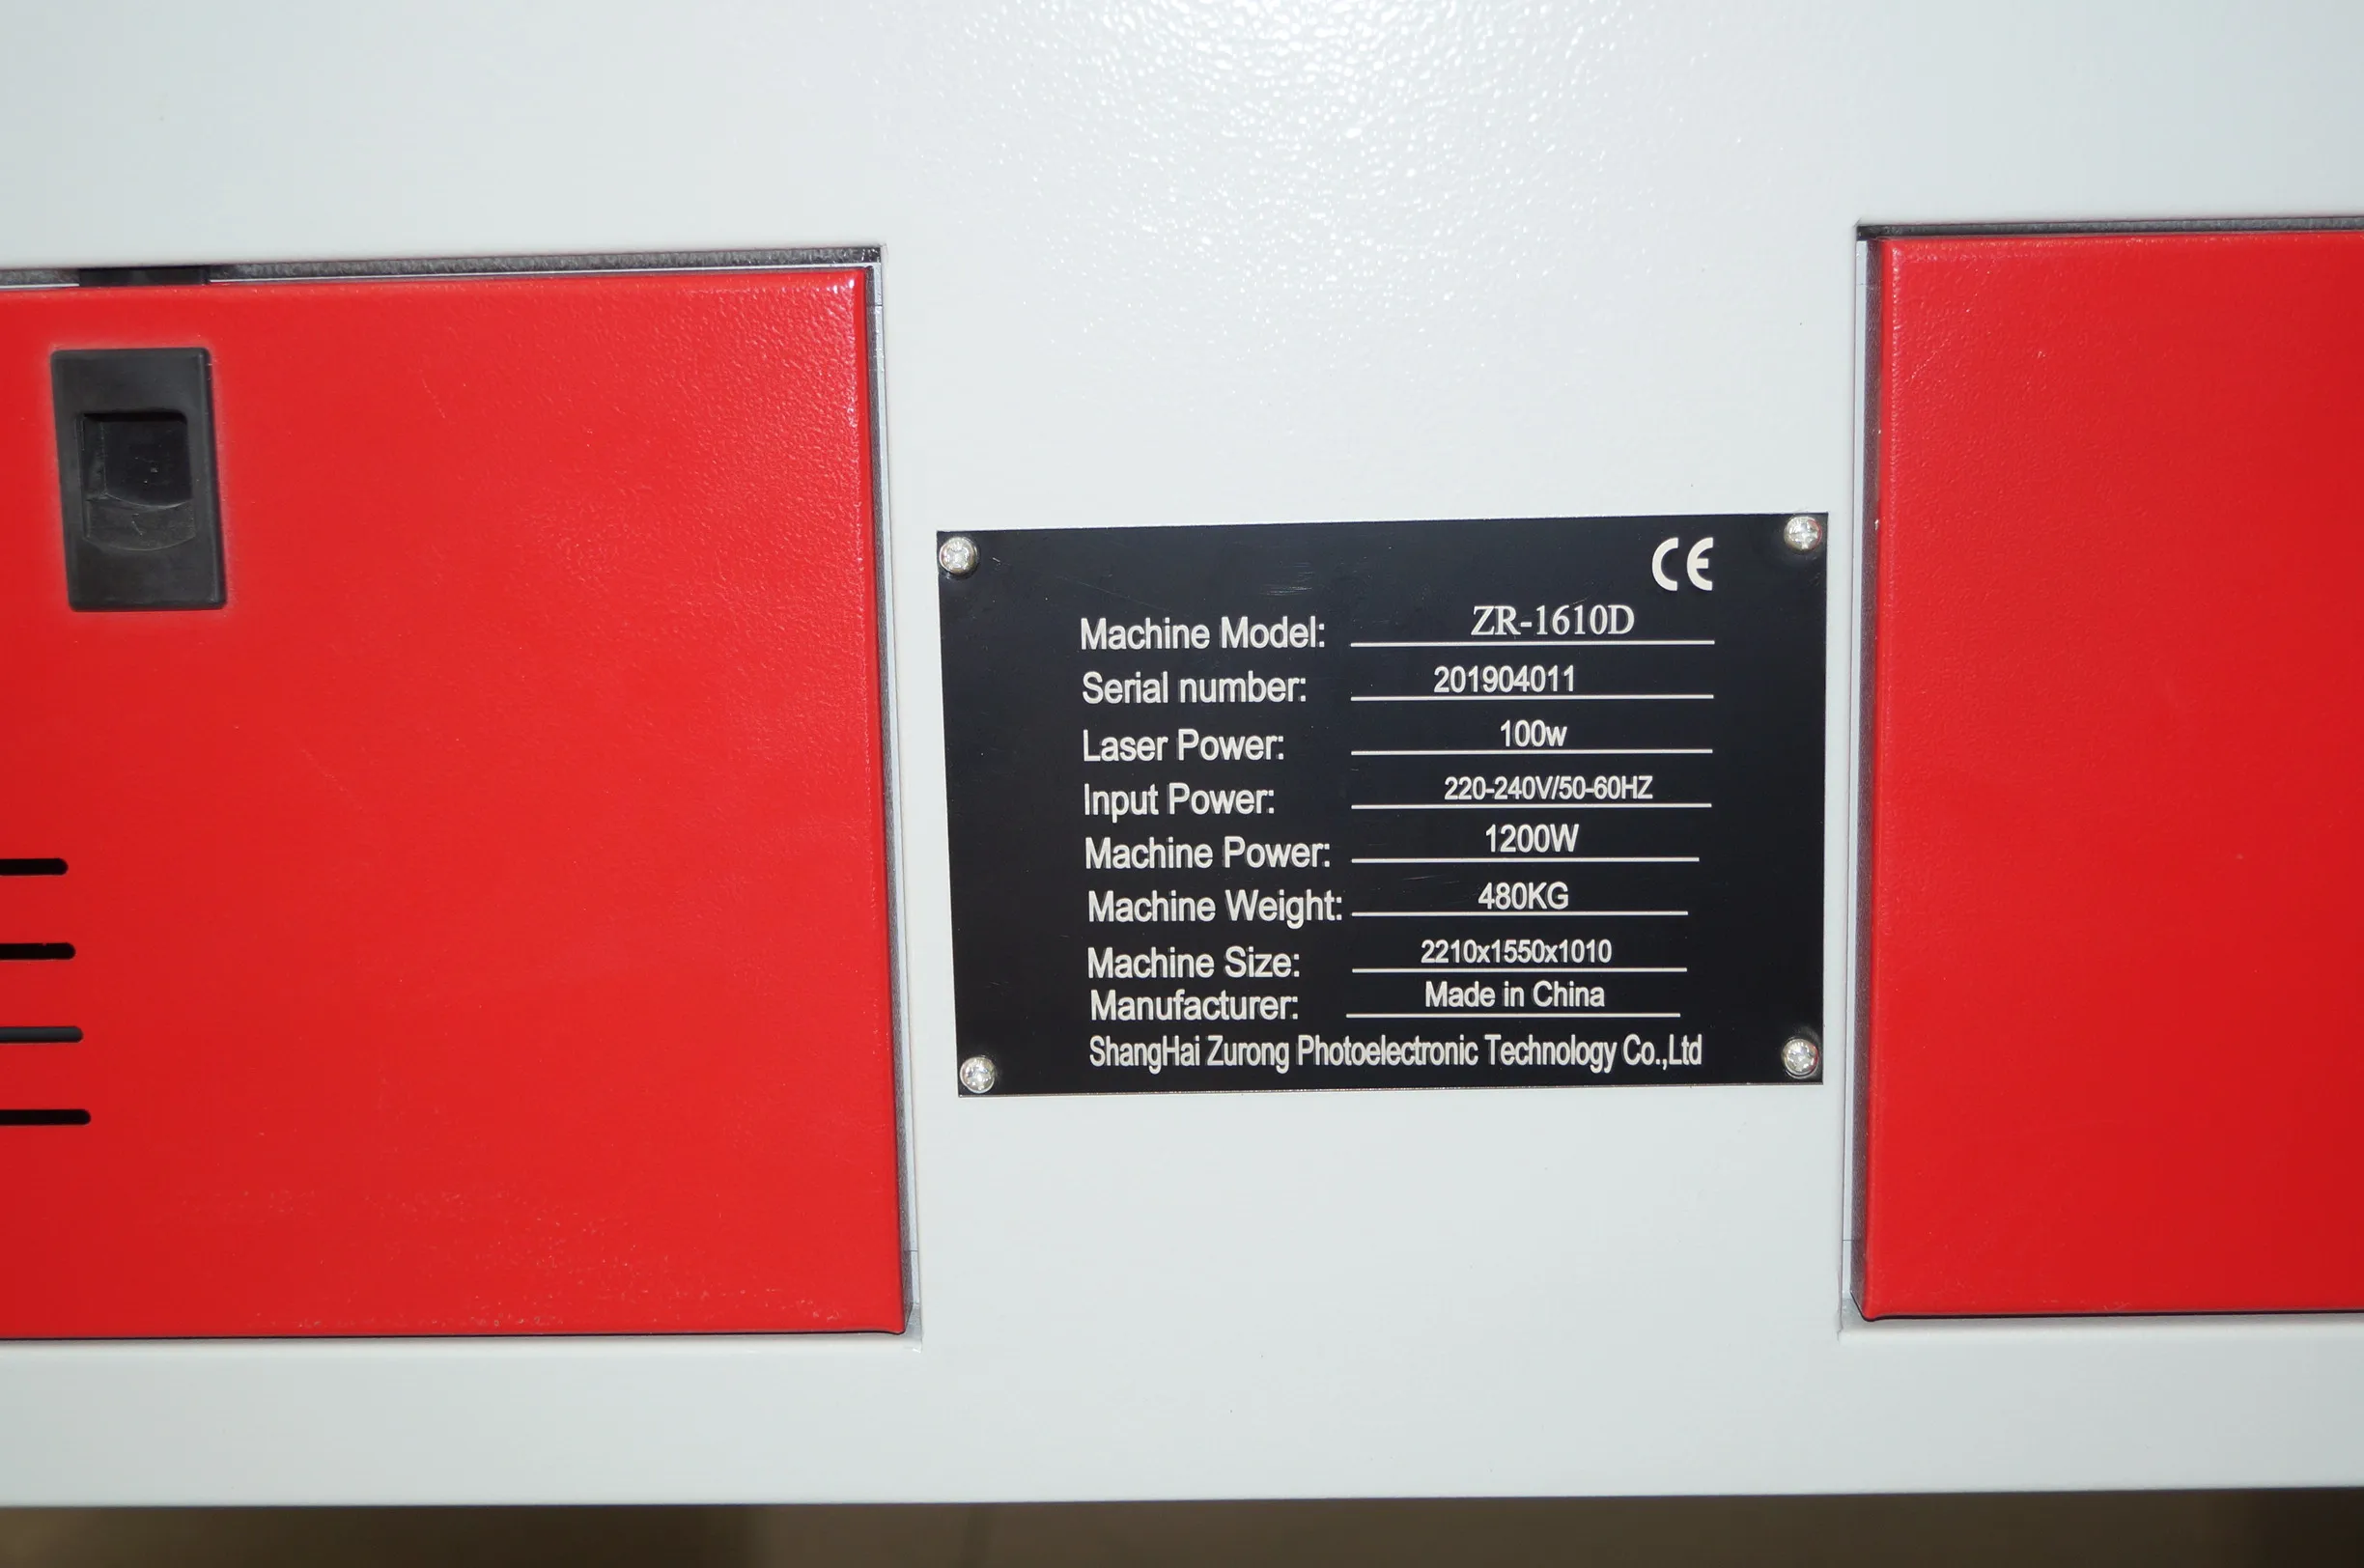 CE
Machine Model: ZR-1610D
Serial number: 201904011
Laser Power: 100w
Input Power: 220-240V/50-60HZ
Machine Power: 1200W
Machine Weight: 480KG
Machine Size: 2210x1550x1010
Manufacturer: Made in China
ShangHai Zurong Photoelectronic Technology Co.,Ltd